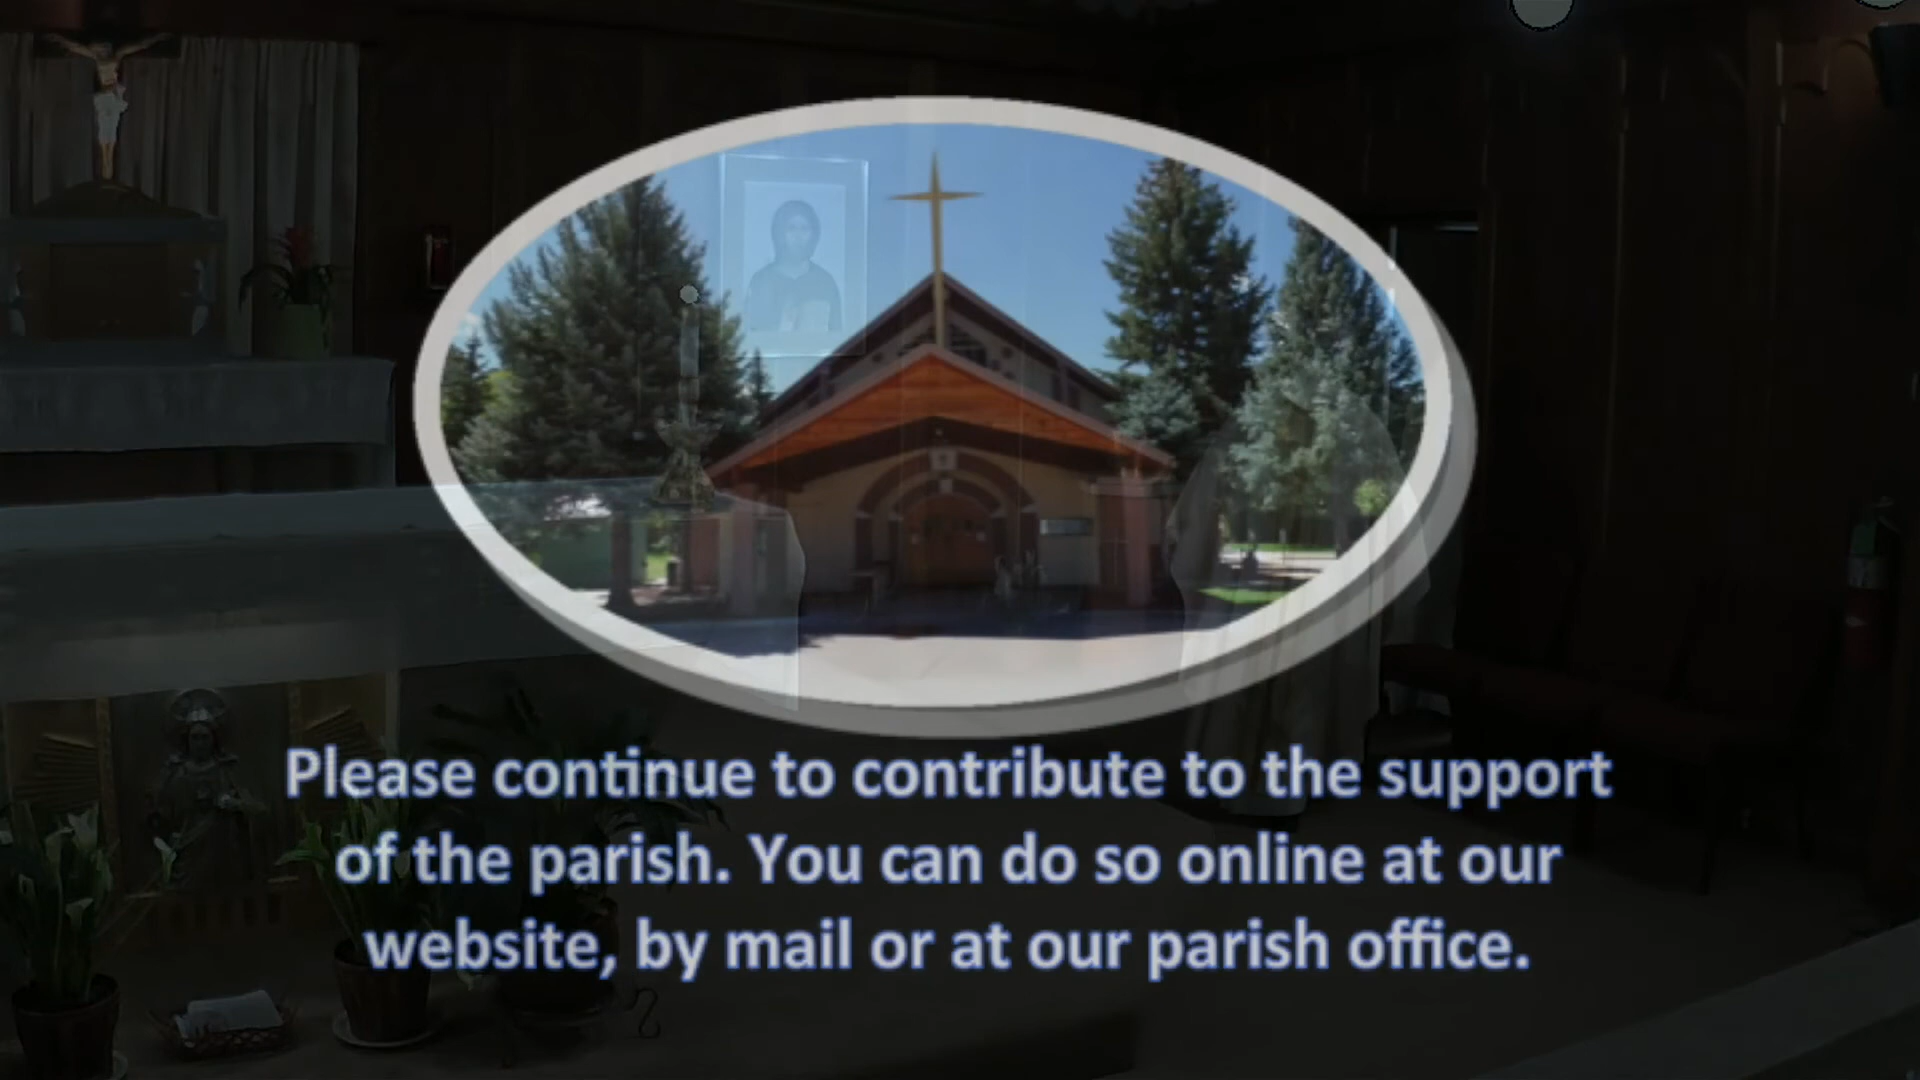 Please continue to contribute to the support
of the parish. You can do so online at our
website, by mail or at our parish office.